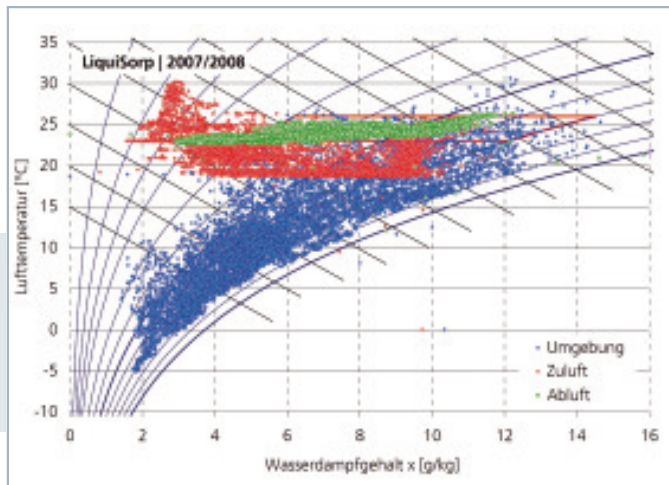 LiquiSorp | 2007/2008
35
30
25
20
15
10
5
0
-5
-10
Lufttemperatur [°C]
0 2 4 6 8 10 12 14 16
Wasserdampfgehalt x [g/kg]
Umgebung
Zuluft
Abluft